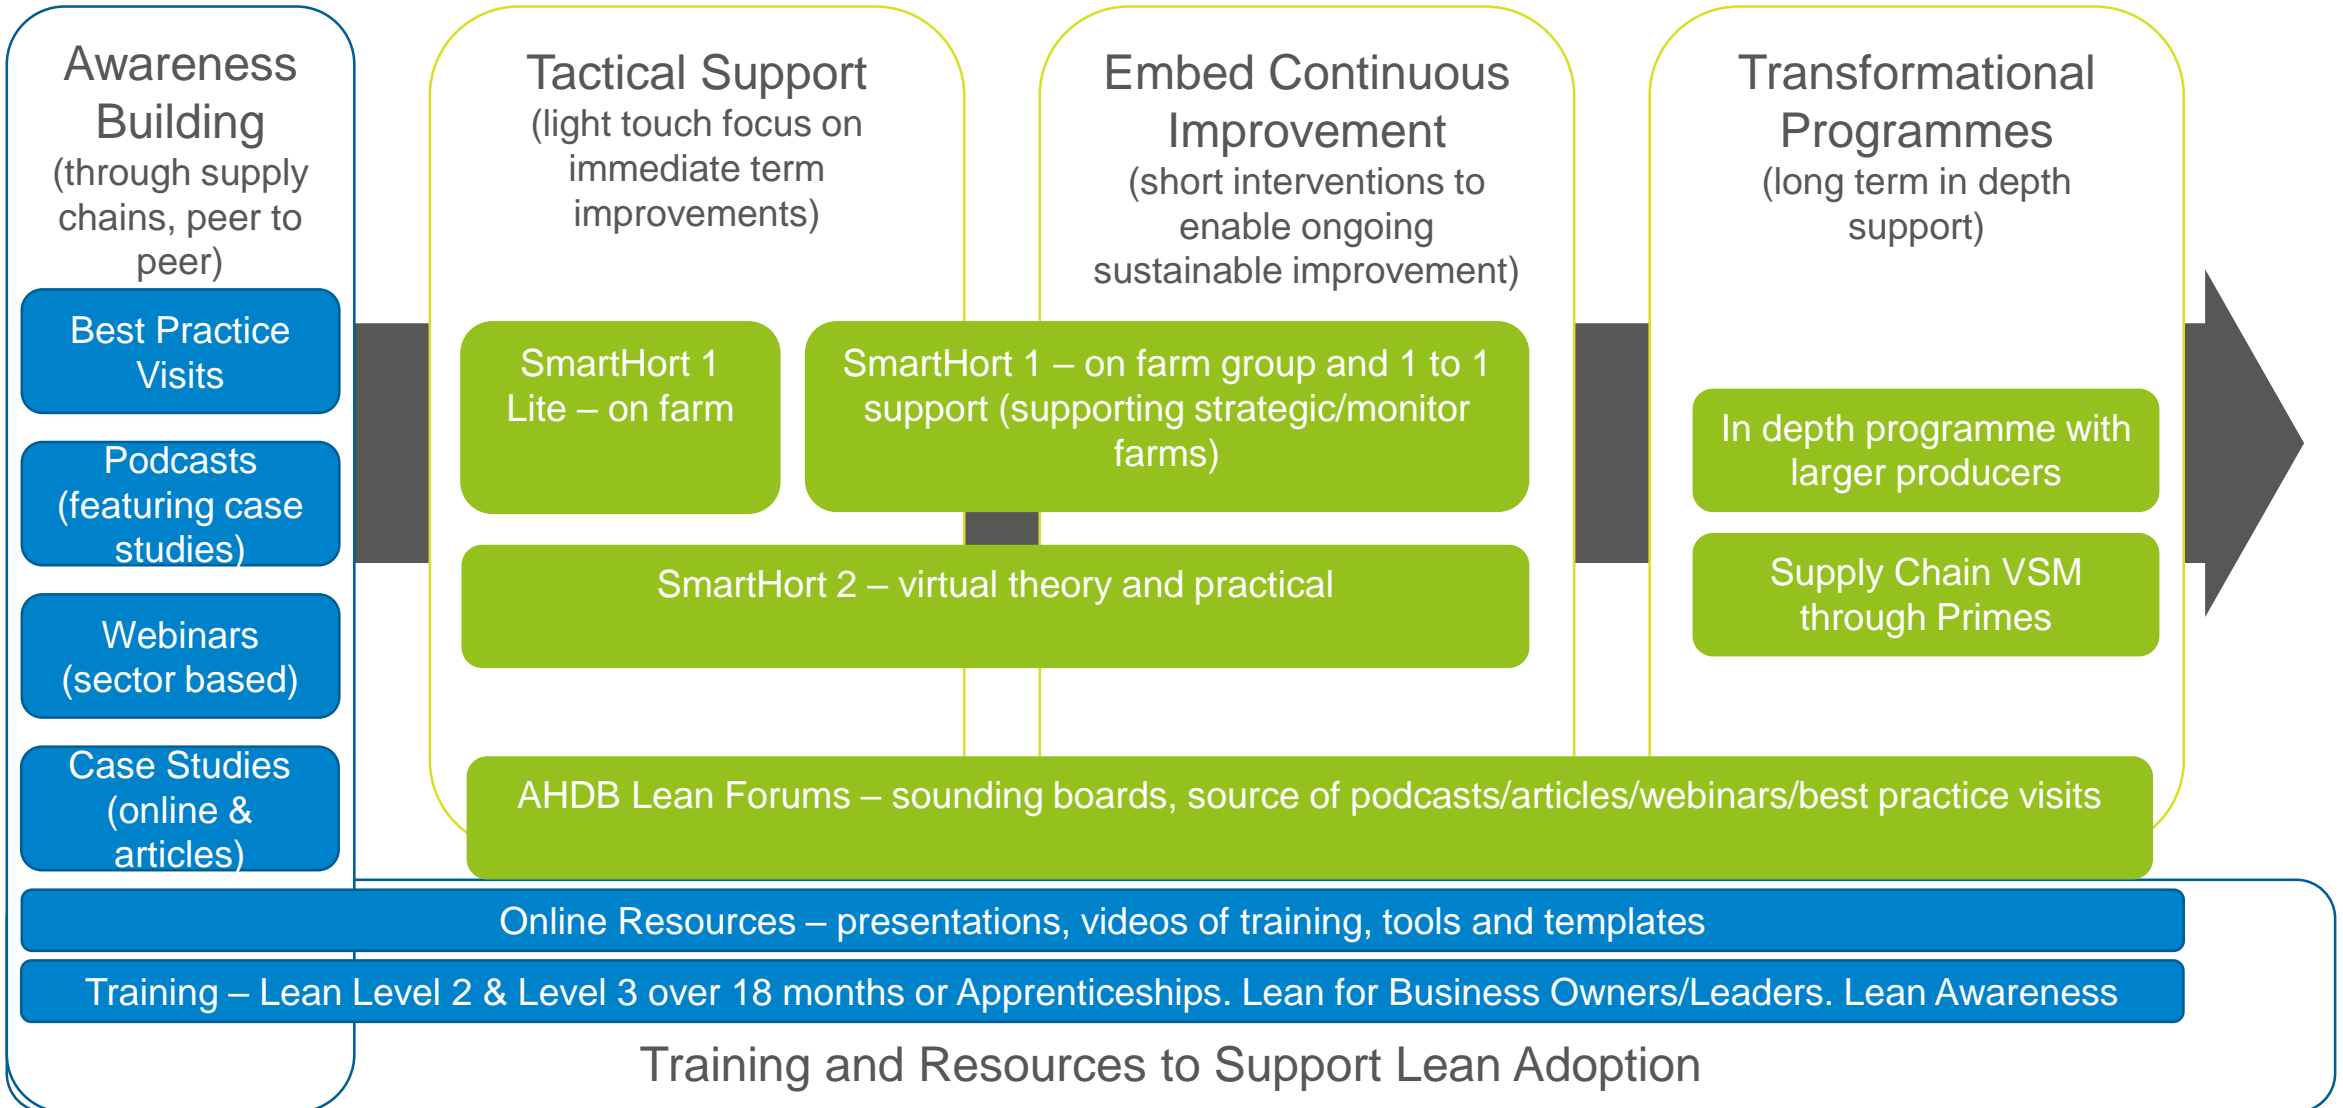 Awareness
Building
(through supply
chains, peer to
peer)
Best Practice
Visits
Podcasts
(featuring case
studies)
Webinars
(sector based)
Case Studies
(online &
articles)
Tactical Support
(light touch focus on
immediate term
improvements)
Embed Continuous
Improvement
(short interventions to
enable ongoing
sustainable improvement)
Transformational
Programmes
(long term in depth
support)
SmartHort 1
Lite – on farm
SmartHort 1 – on farm group and 1 to 1
support (supporting strategic/monitor
farms)
SmartHort 2 – virtual theory and practical
In depth programme with
larger producers
Supply Chain VSM
through Primes
AHDB Lean Forums – sounding boards, source of podcasts/articles/webinars/best practice visits
Online Resources – presentations, videos of training, tools and templates
Training – Lean Level 2 & Level 3 over 18 months or Apprenticeships. Lean for Business Owners/Leaders. Lean Awareness
Training and Resources to Support Lean Adoption